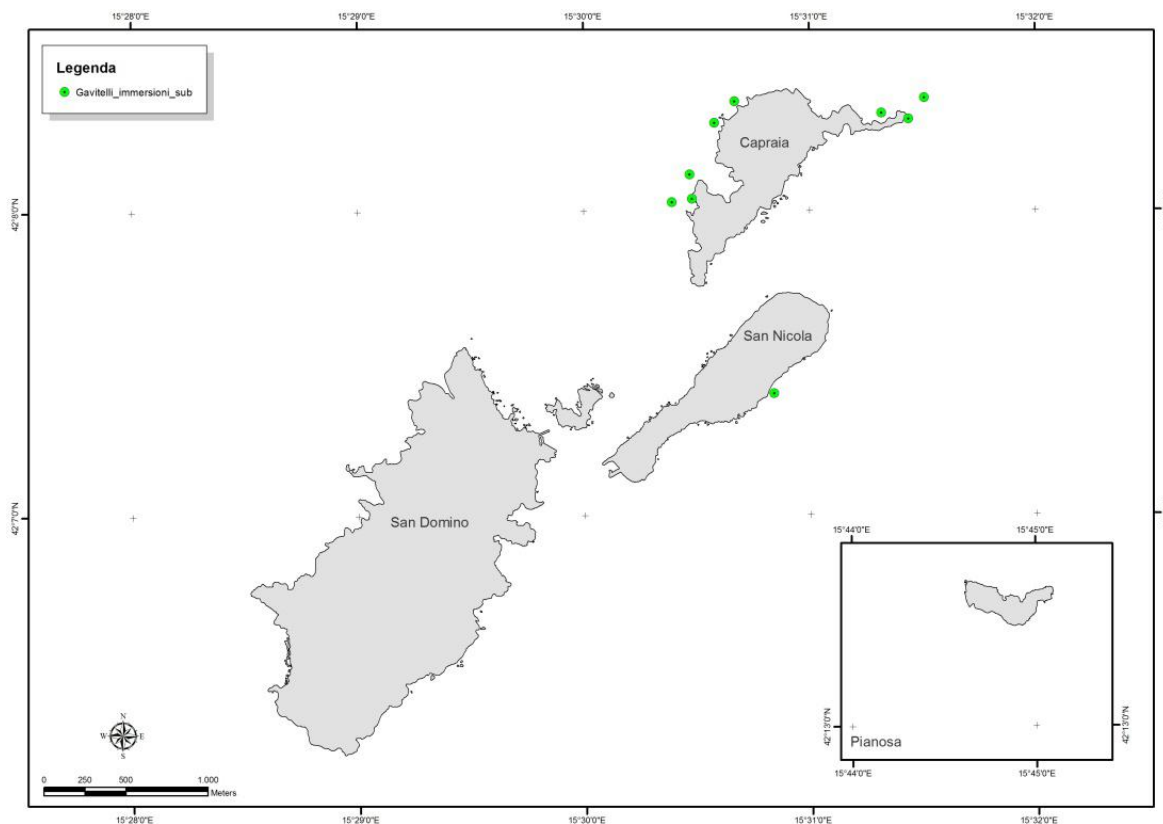 15°28'0"E 15°29'0"E 15°30'0"E 15°31'0"E 15°32'0"E
Legenda
Gavitelli_immersioni_sub
Capraia
42°8'0"N
San Nicola
San Domino
42°7'0"N
15°44'0"E 15°45'0"E
42°13'0"N 42°13'0"N
Pianosa
15°44'0"E 15°45'0"E
N
W E
S
0 250 500 1.000
Meters
15°28'0"E 15°29'0"E 15°30'0"E 15°31'0"E 15°32'0"E